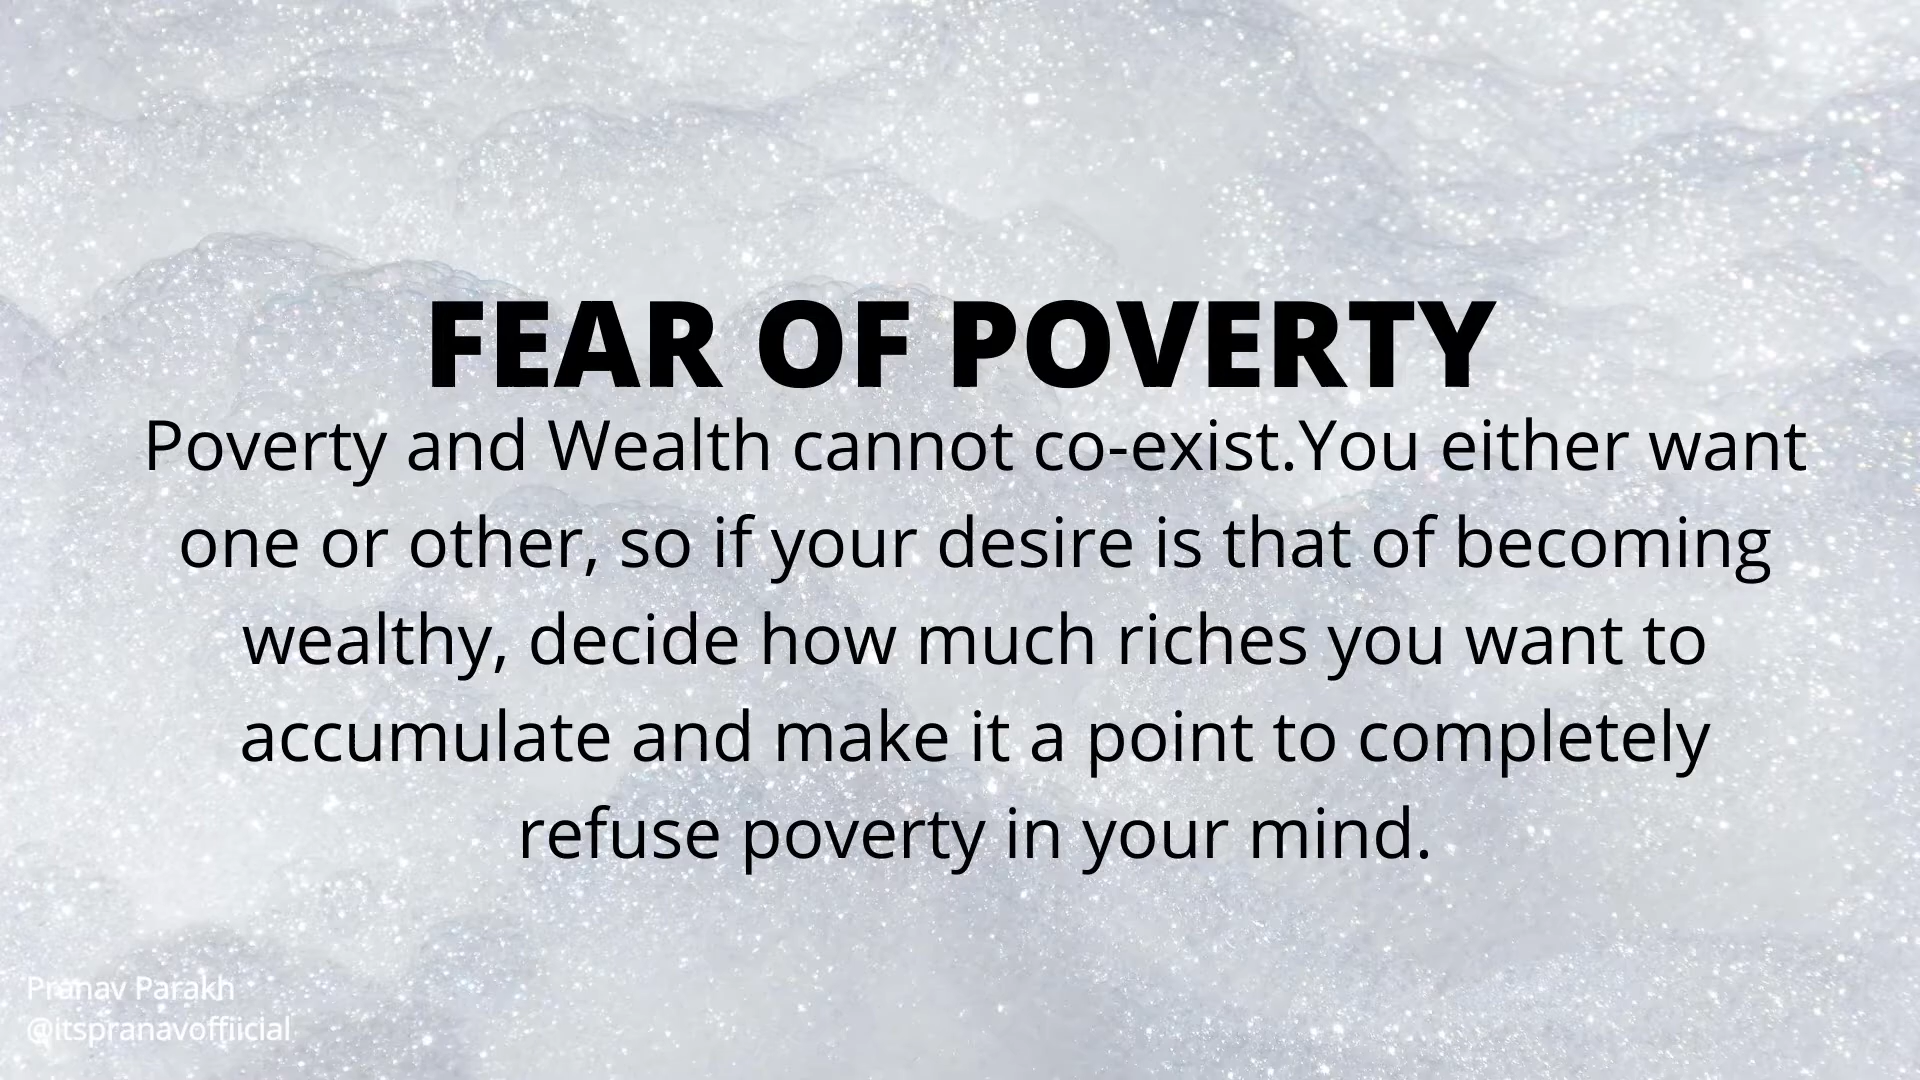 FEAR OF POVERTY
Poverty and Wealth cannot co-exist.You either want
one or other, so if your desire is that of becoming
wealthy, decide how much riches you want to
accumulate and make it a point to completely
refuse poverty in your mind.
Pranav Parakh
@itspranavoffiicial